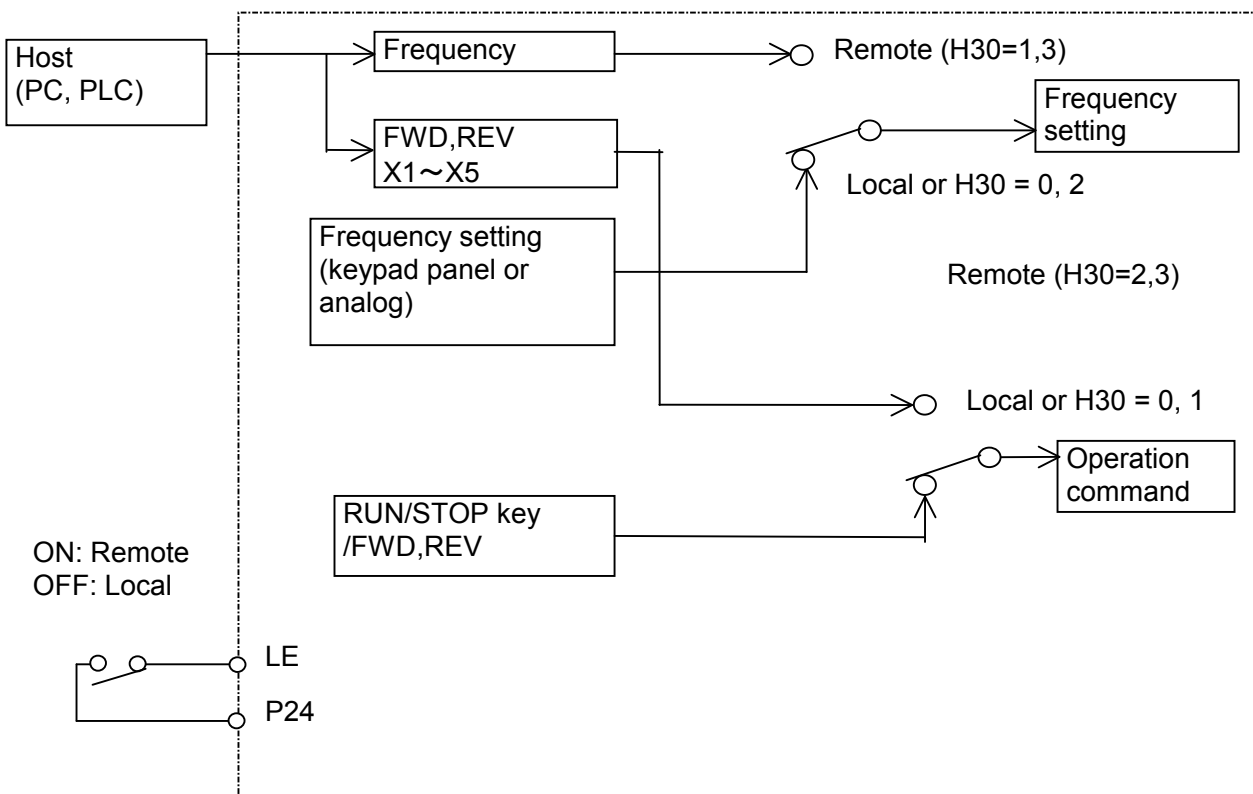 Host
(PC, PLC)
Frequency
Remote (H30=1,3)
Frequency
setting
FWD,REV
X1～X5
Local or H30 = 0, 2
Frequency setting
(keypad panel or
analog)
Remote (H30=2,3)
Local or H30 = 0, 1
Operation
command
RUN/STOP key
/FWD,REV
ON: Remote
OFF: Local
LE
P24